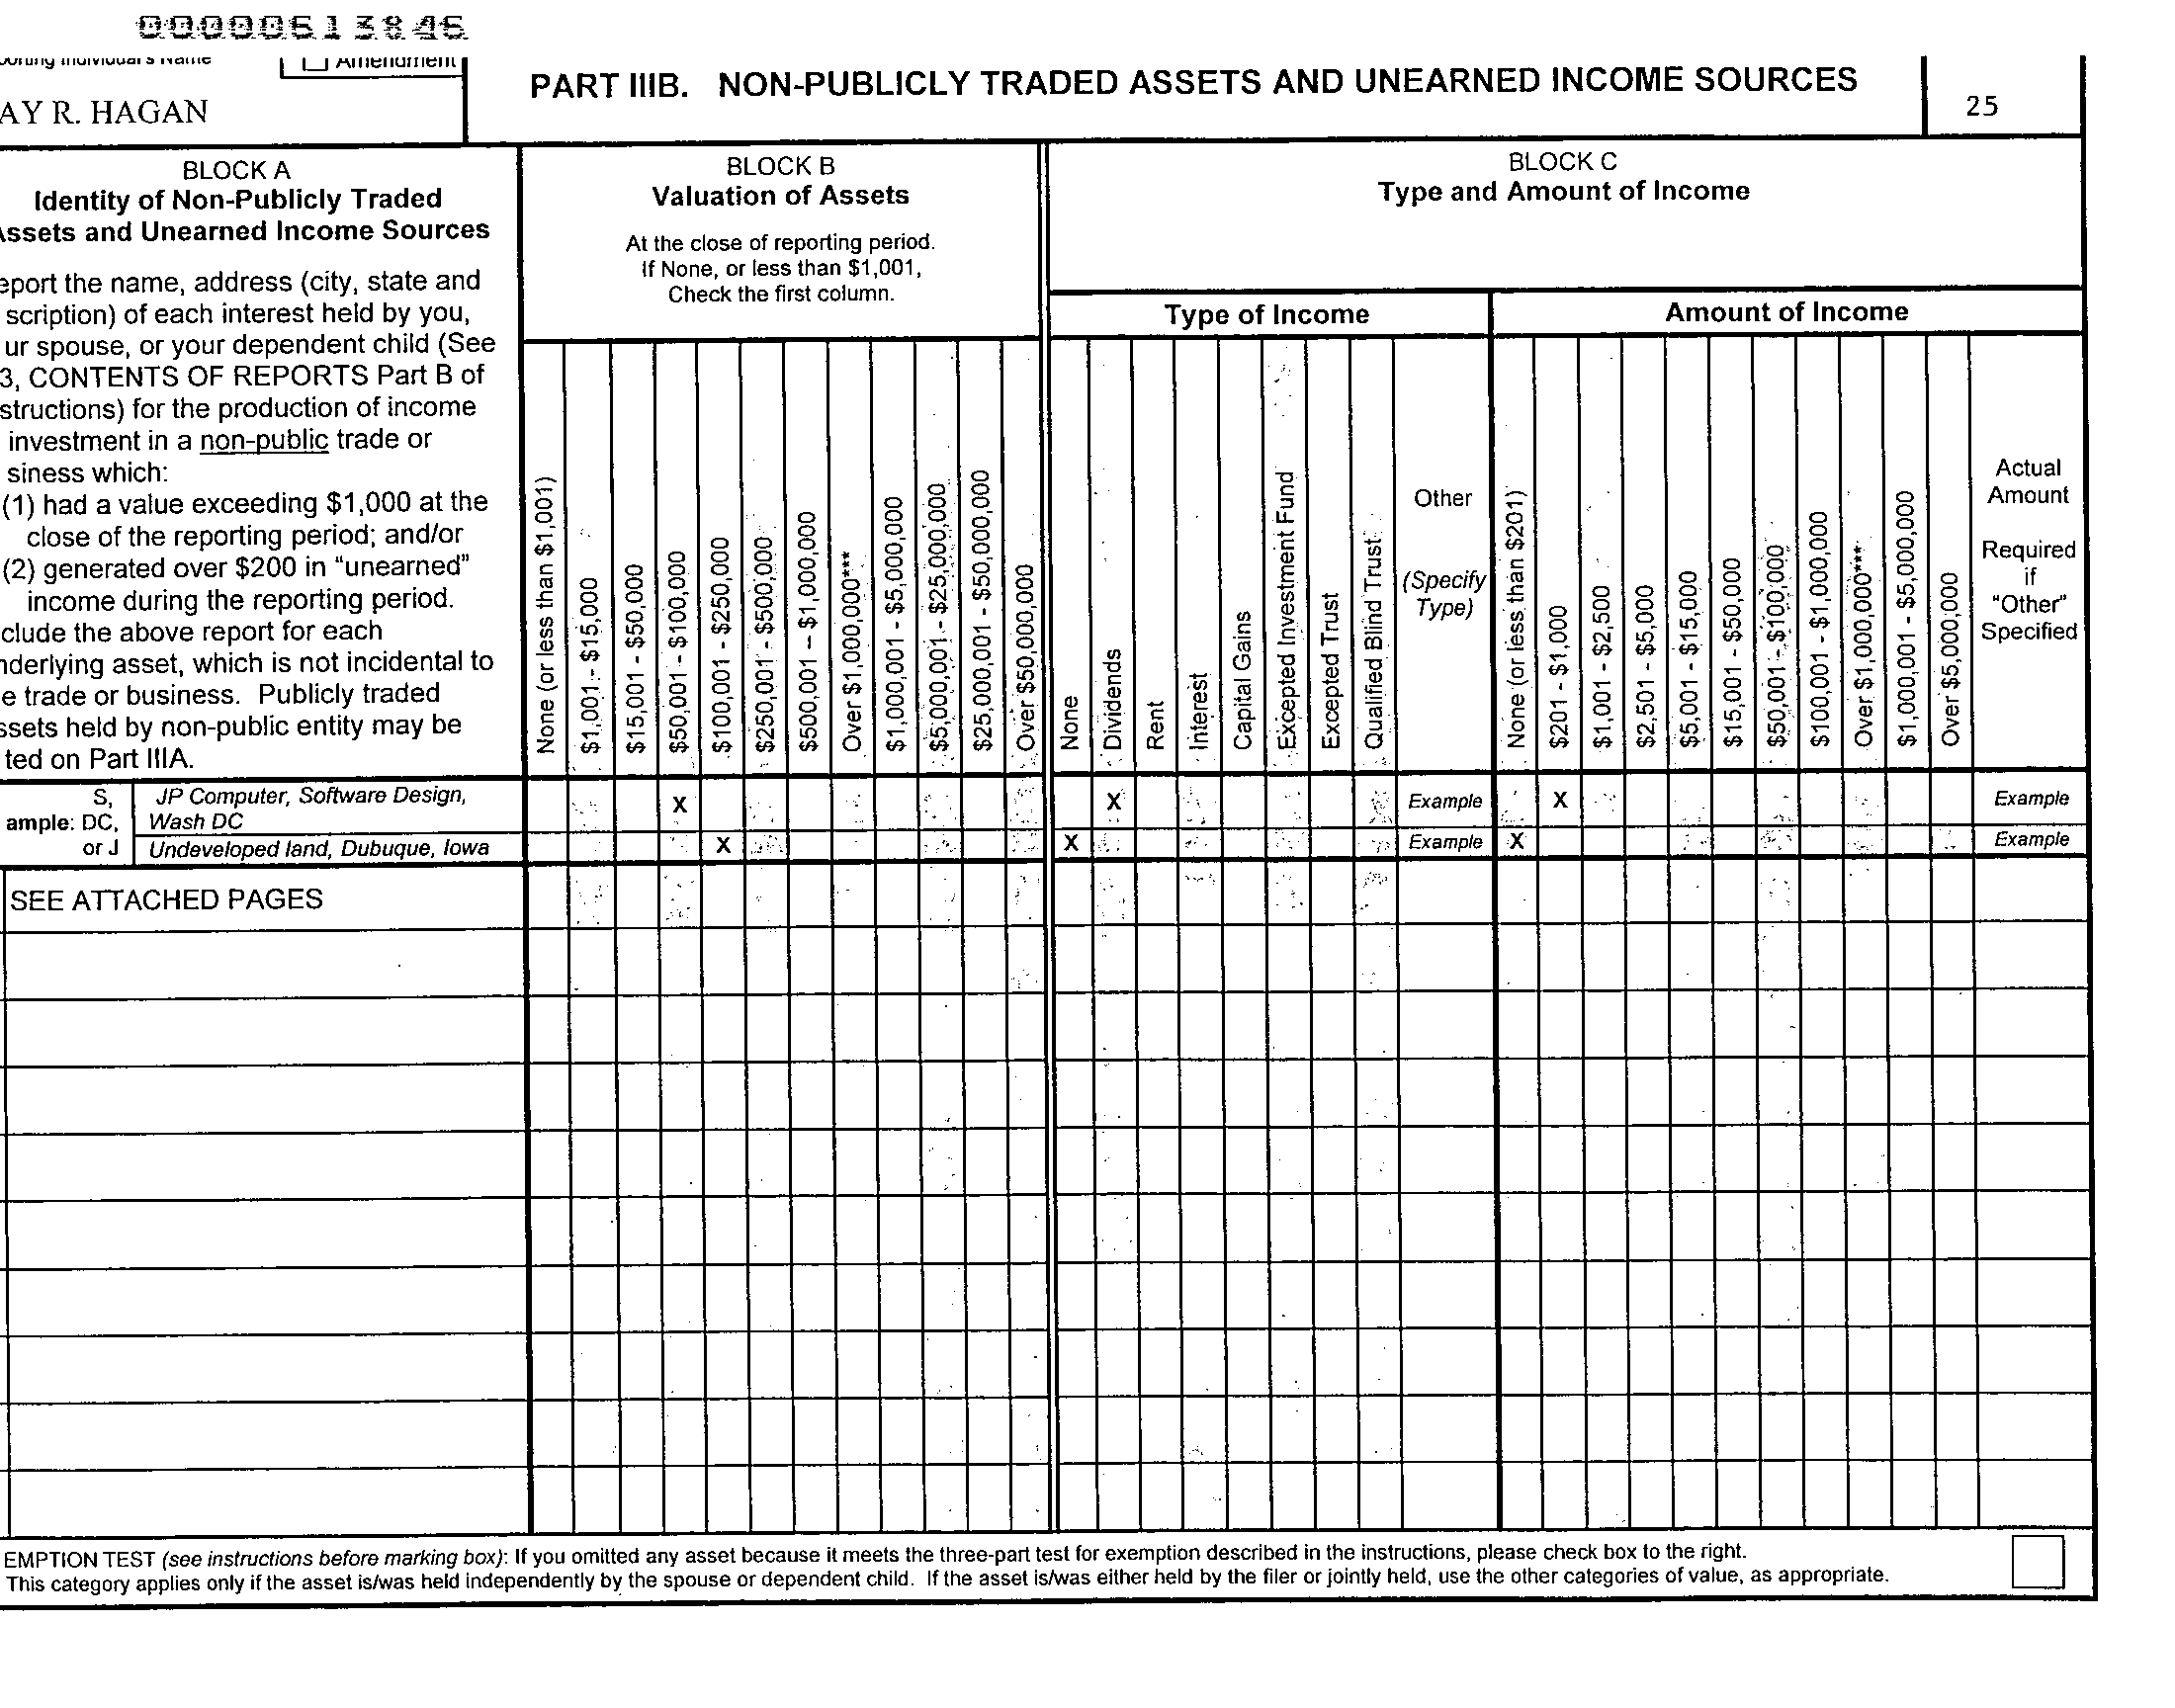 00000613846
Amendment
AY R. HAGAN
PART IIIB. NON-PUBLICLY TRADED ASSETS AND UNEARNED INCOME SOURCES
25
BLOCK A
Identity of Non-Publicly Traded
Assets and Unearned Income Sources
eport the name, address (city, state and
scription) of each interest held by you,
ur spouse, or your dependent child (See
3, CONTENTS OF REPORTS Part B of
structions) for the production of income
investment in a non-public trade or
siness which:
(1) had a value exceeding $1,000 at the
close of the reporting period; and/or
(2) generated over $200 in "unearned"
income during the reporting period.
clude the above report for each
nderlying asset, which is not incidental to
e trade or business. Publicly traded
ssets held by non-public entity may be
ted on Part IIIA.
BLOCK B
Valuation of Assets
At the close of reporting period.
If None, or less than $1,001,
Check the first column.
None (or less than $1,001)
$1,001 - $15,000
$15,001 - $50,000
$50,001 - $100,000
$100,001 - $250,000
$250,001 - $500,000
$500,001 – $1,000,000
Over $1,000,000***
$1,000,001 - $5,000,000
$5,000,001 - $25,000,000
$25,000,001 - $50,000,000
Over $50,000,000
BLOCK C
Type and Amount of Income
Type of Income
None
Dividends
Rent
Interest
Capital Gains
Excepted Investment Fund
Excepted Trust
Qualified Blind Trust
Other
(Specify
Type)
Amount of Income
None (or less than $201)
$201 - $1,000
$1,001 - $2,500
$2,501 - $5,000
$5,001 - $15,000
$15,001 - $50,000
$50,001 - $100,000
$100,001 - $1,000,000
Over $1,000,000***
$1,000,001 - $5,000,000
Over $5,000,000
Actual
Amount
Required
if
"Other"
Specified
S,
ample: DC,
or J
JP Computer, Software Design,
Wash DC
X X Example X Example
Undeveloped land, Dubuque, Iowa X X Example X Example
SEE ATTACHED PAGES
EMPTION TEST (see instructions before marking box): If you omitted any asset because it meets the three-part test for exemption described in the instructions, please check box to the right.
This category applies only if the asset is/was held independently by the spouse or dependent child. If the asset is/was either held by the filer or jointly held, use the other categories of value, as appropriate.